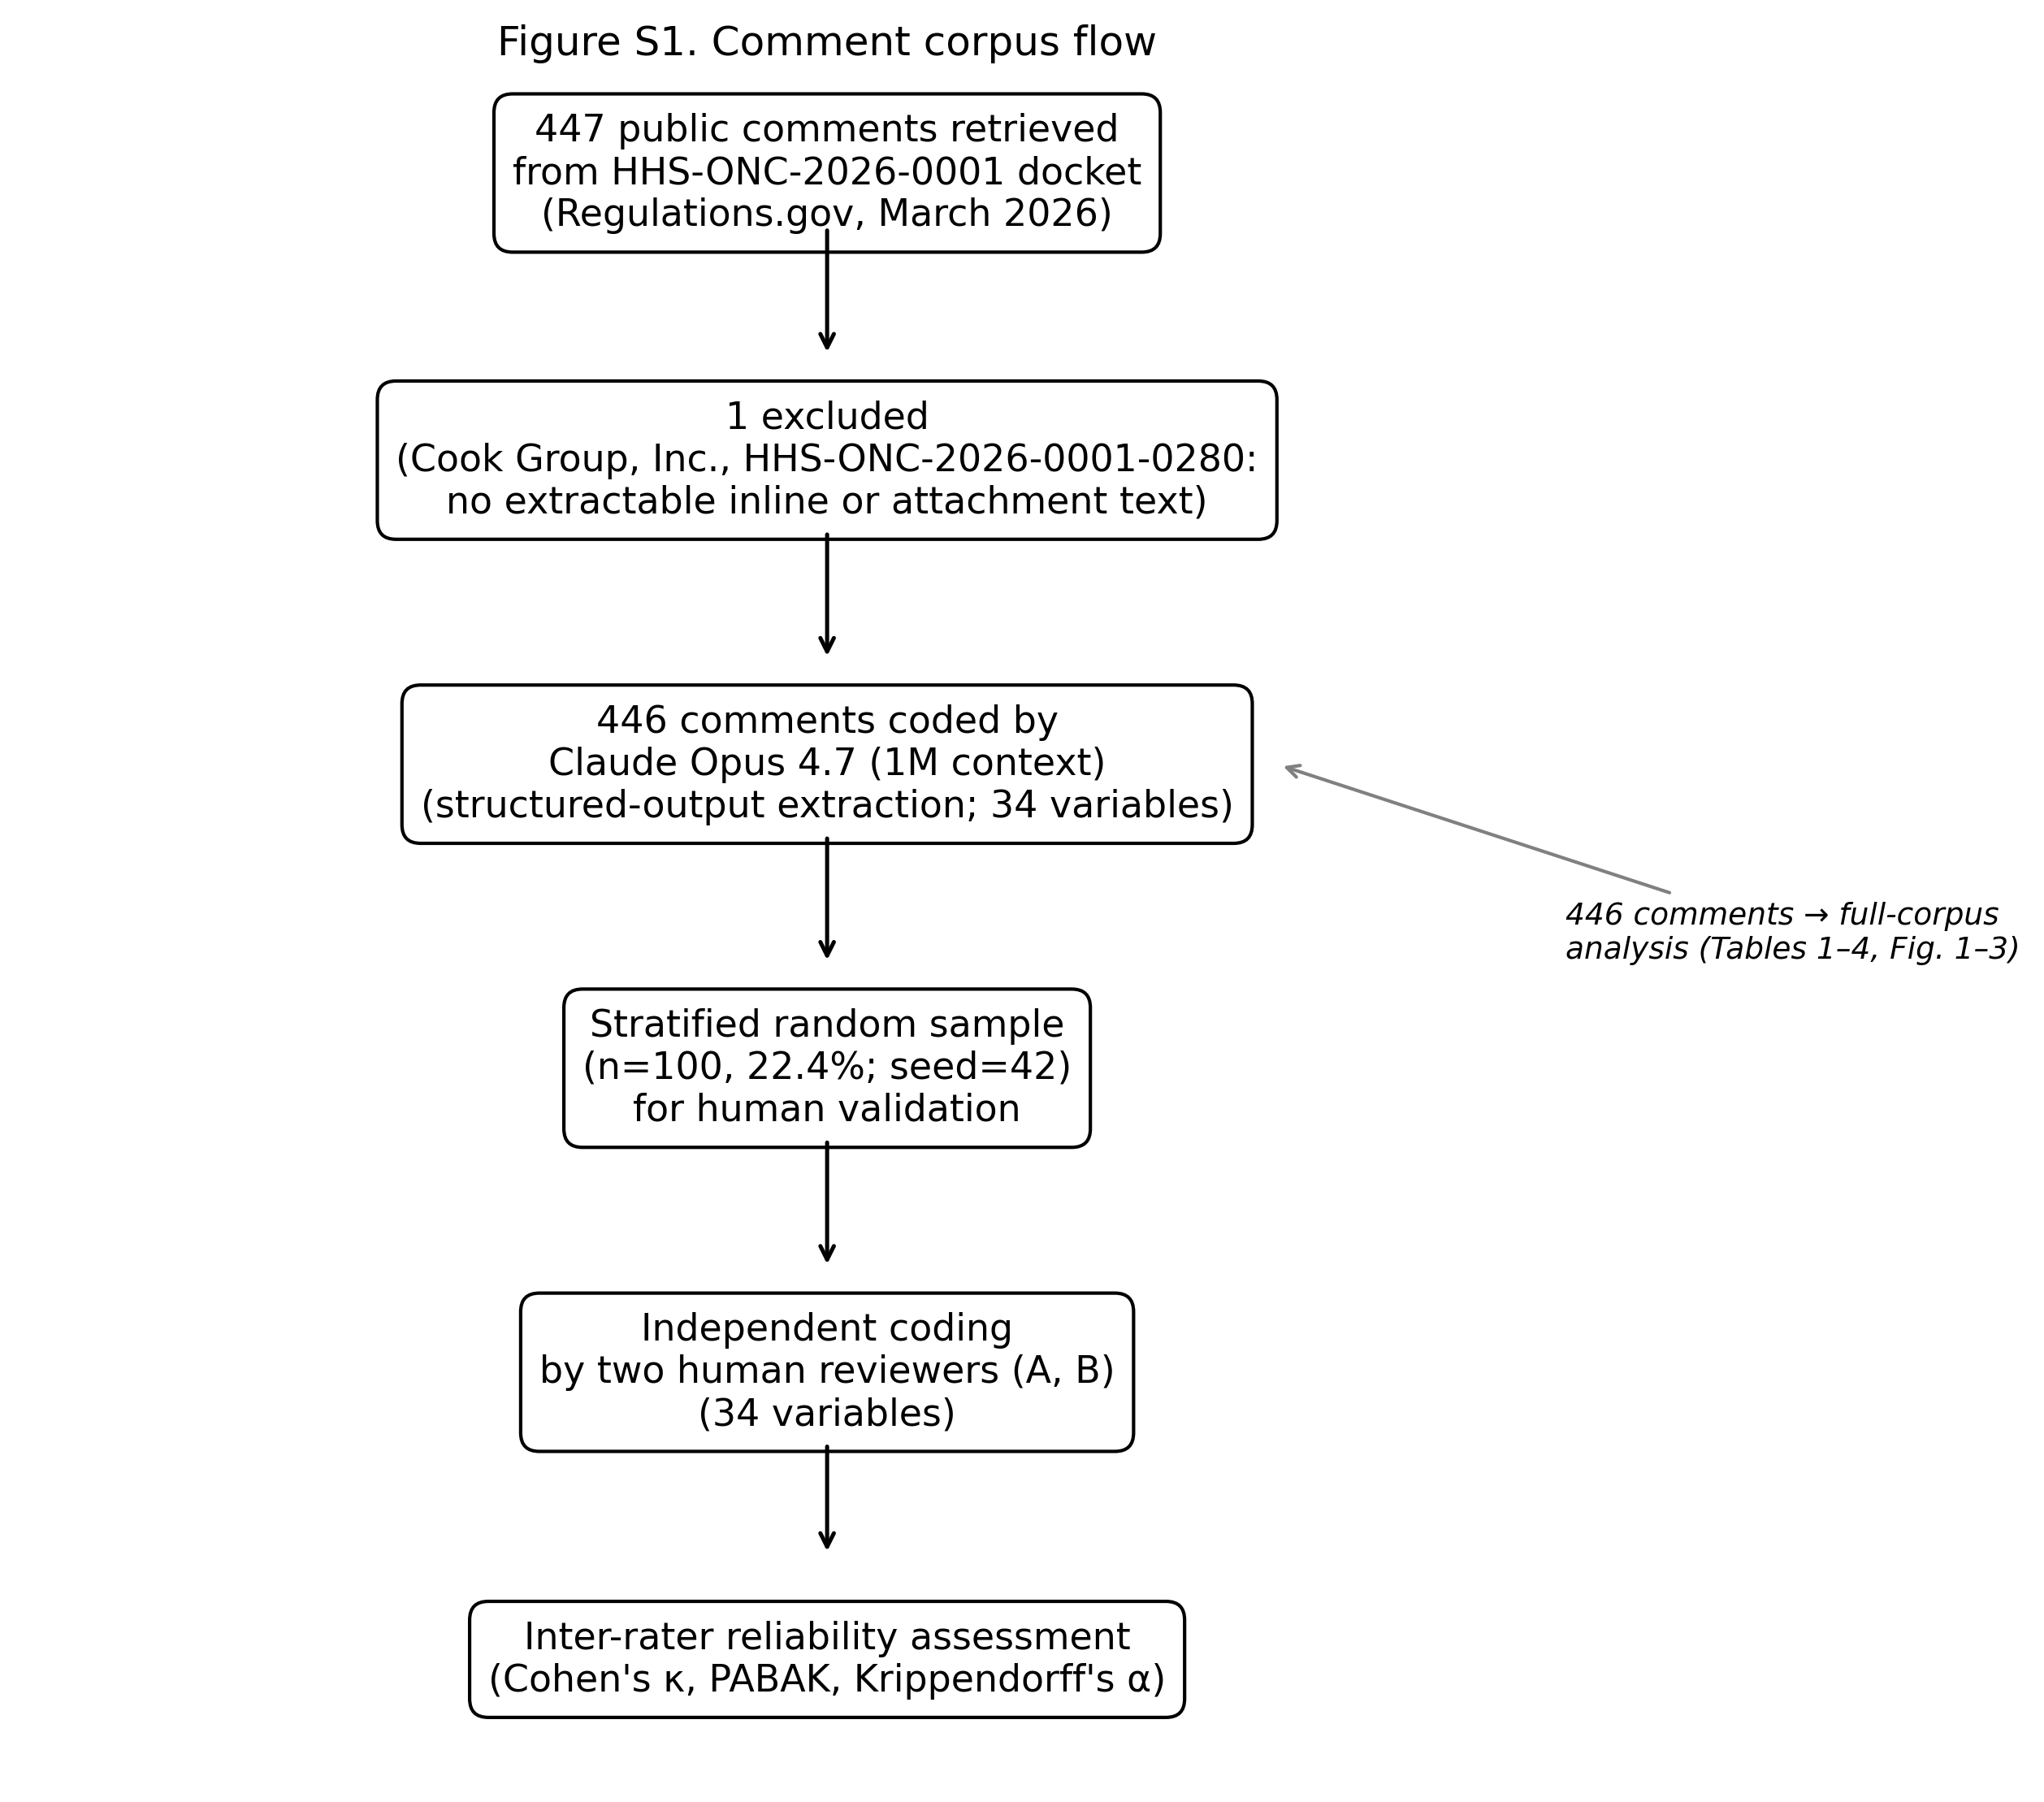 Figure S1. Comment corpus flow
447 public comments retrieved
from HHS-ONC-2026-0001 docket
(Regulations.gov, March 2026)
1 excluded
(Cook Group, Inc., HHS-ONC-2026-0001-0280:
no extractable inline or attachment text)
446 comments coded by
Claude Opus 4.7 (1M context)
(structured-output extraction; 34 variables)
446 comments → full-corpus
analysis (Tables 1–4, Fig. 1–3)
Stratified random sample
(n=100, 22.4%; seed=42)
for human validation
Independent coding
by two human reviewers (A, B)
(34 variables)
Inter-rater reliability assessment
(Cohen's κ, PABAK, Krippendorff's α)